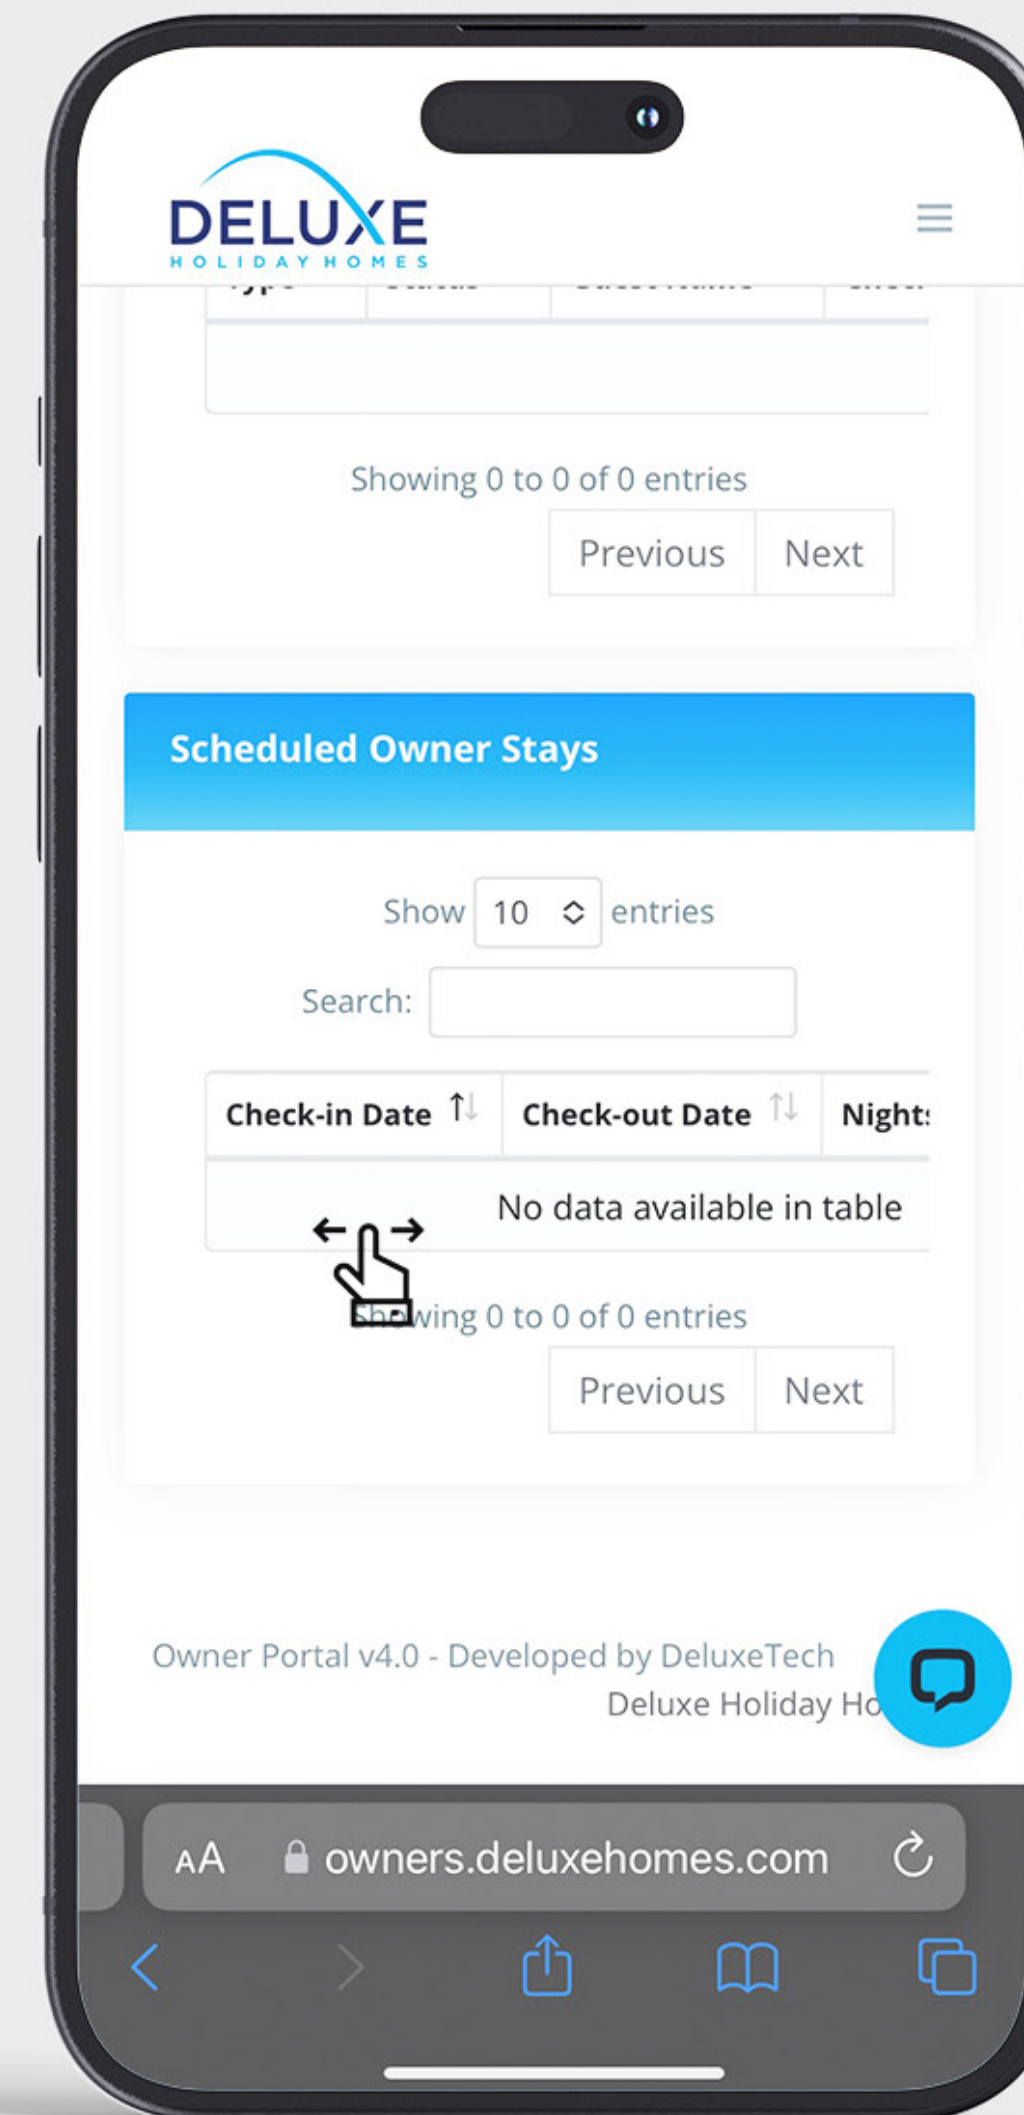 DELUXE
HOLIDAY HOMES
Showing 0 to 0 of 0 entries
Previous Next
Scheduled Owner Stays
Show 10 entries
Search:
Check-in Date Check-out Date
No data available in table
Showing 0 to 0 of 0 entries
Previous Next
Owner Portal v4.0 - Developed by DeluxeTech
Deluxe Holiday
AA owners.deluxehomes.com